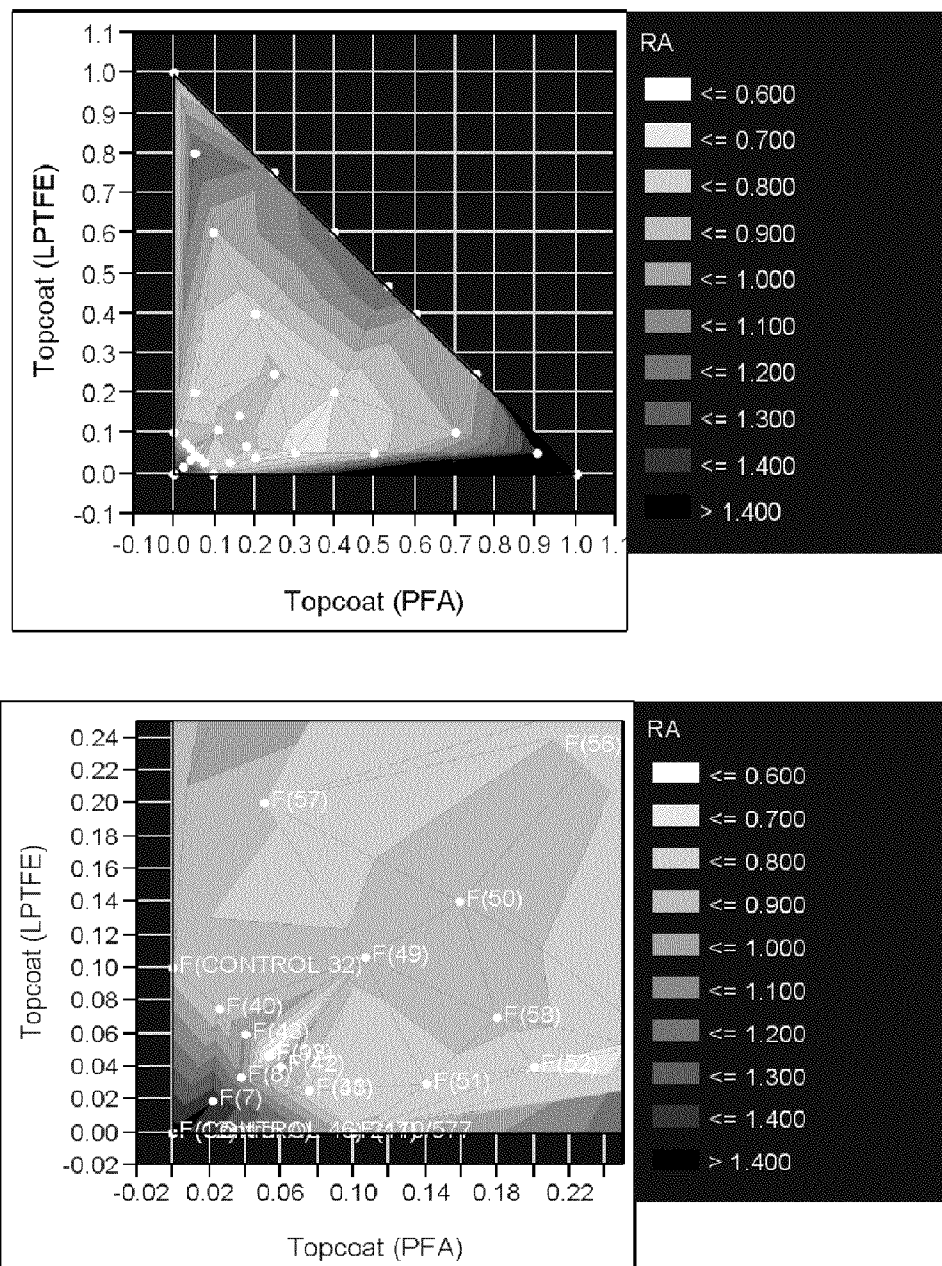 1.1
1.0
0.9
0.8
0.7
0.6
0.5
0.4
0.3
0.2
0.1
0.0
-0.1
-0.1 0.0 0.1 0.2 0.3 0.4 0.5 0.6 0.7 0.8 0.9 1.0
Topcoat (LPTFE)
Topcoat (PFA)
RA
<= 0.600
<= 0.700
<= 0.800
<= 0.900
<= 1.000
<= 1.100
<= 1.200
<= 1.300
<= 1.400
> 1.400
0.24
0.20
0.18
0.16
0.14
0.12
0.10
0.08
0.06
0.04
0.02
0.00
-0.02
-0.02 0.02 0.06 0.10 0.14 0.18 0.22
Topcoat (LPTFE)
Topcoat (PFA)
F(56)
F(57)
F(50)
F(49)
F(CONTROL 32)
F(40)
F(58)
F(52)
F(51)
F(8)
F(7)
RA
<= 0.600
<= 0.700
<= 0.800
<= 0.900
<= 1.000
<= 1.100
<= 1.200
<= 1.300
<= 1.400
> 1.400